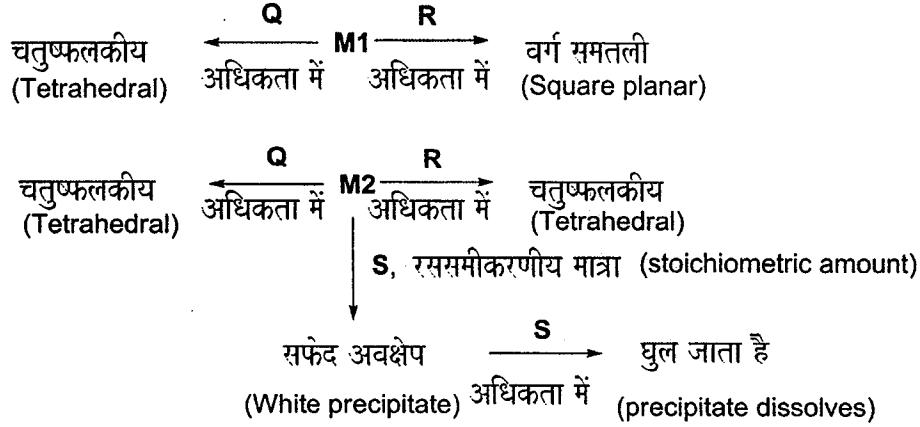 Q R
चतुष्फलकीय M1 वर्ग समतली
(Tetrahedral) अधिकता में अधिकता में (Square planar)
Q R
चतुष्फलकीय M2 चतुष्फलकीय
(Tetrahedral) अधिकता में अधिकता में (Tetrahedral)
S, रससमीकरणीय मात्रा (stoichiometric amount)
S
सफेद अवक्षेप घुल जाता है
(White precipitate) अधिकता में (precipitate dissolves)